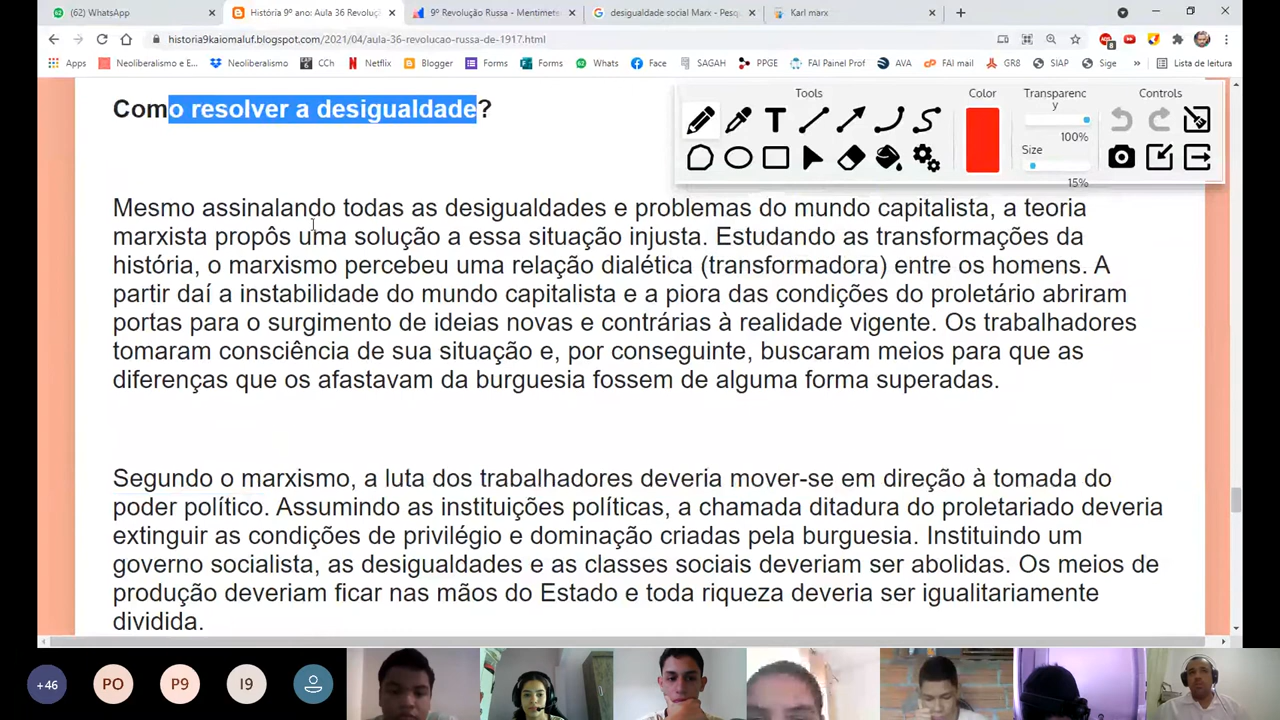 (62) WhatsApp
História 9º ano: Aula 36 Revoluçã
9º Revolução Russa - Mentimete
desigualdade social Marx - Pesq
Karl marx
historia9kaiomaluf.blogspot.com/2021/04/aula-36-revolucao-russa-de-1917.html
Apps
Neoliberalismo e E...
Neoliberalismo
CCh
Netflix
Blogger
Forms
Forms
Whats
Face
SAGAH
PPGE
FAI Painel Prof
AVA
FAI mail
GR8
SIAP
Sige
Lista de leitura
Como resolver a desigualdade?
Tools
Color
Transparenc
y
100%
Size
15%
Controls
Mesmo assinalando todas as desigualdades e problemas do mundo capitalista, a teoria
marxista propôs uma solução a essa situação injusta. Estudando as transformações da
história, o marxismo percebeu uma relação dialética (transformadora) entre os homens. A
partir daí a instabilidade do mundo capitalista e a piora das condições do proletário abriram
portas para o surgimento de ideias novas e contrárias à realidade vigente. Os trabalhadores
tomaram consciência de sua situação e, por conseguinte, buscaram meios para que as
diferenças que os afastavam da burguesia fossem de alguma forma superadas.
Segundo o marxismo, a luta dos trabalhadores deveria mover-se em direção à tomada do
poder político. Assumindo as instituições políticas, a chamada ditadura do proletariado deveria
extinguir as condições de privilégio e dominação criadas pela burguesia. Instituindo um
governo socialista, as desigualdades e as classes sociais deveriam ser abolidas. Os meios de
produção deveriam ficar nas mãos do Estado e toda riqueza deveria ser igualitariamente
dividida.
+46
PO
P9
I9